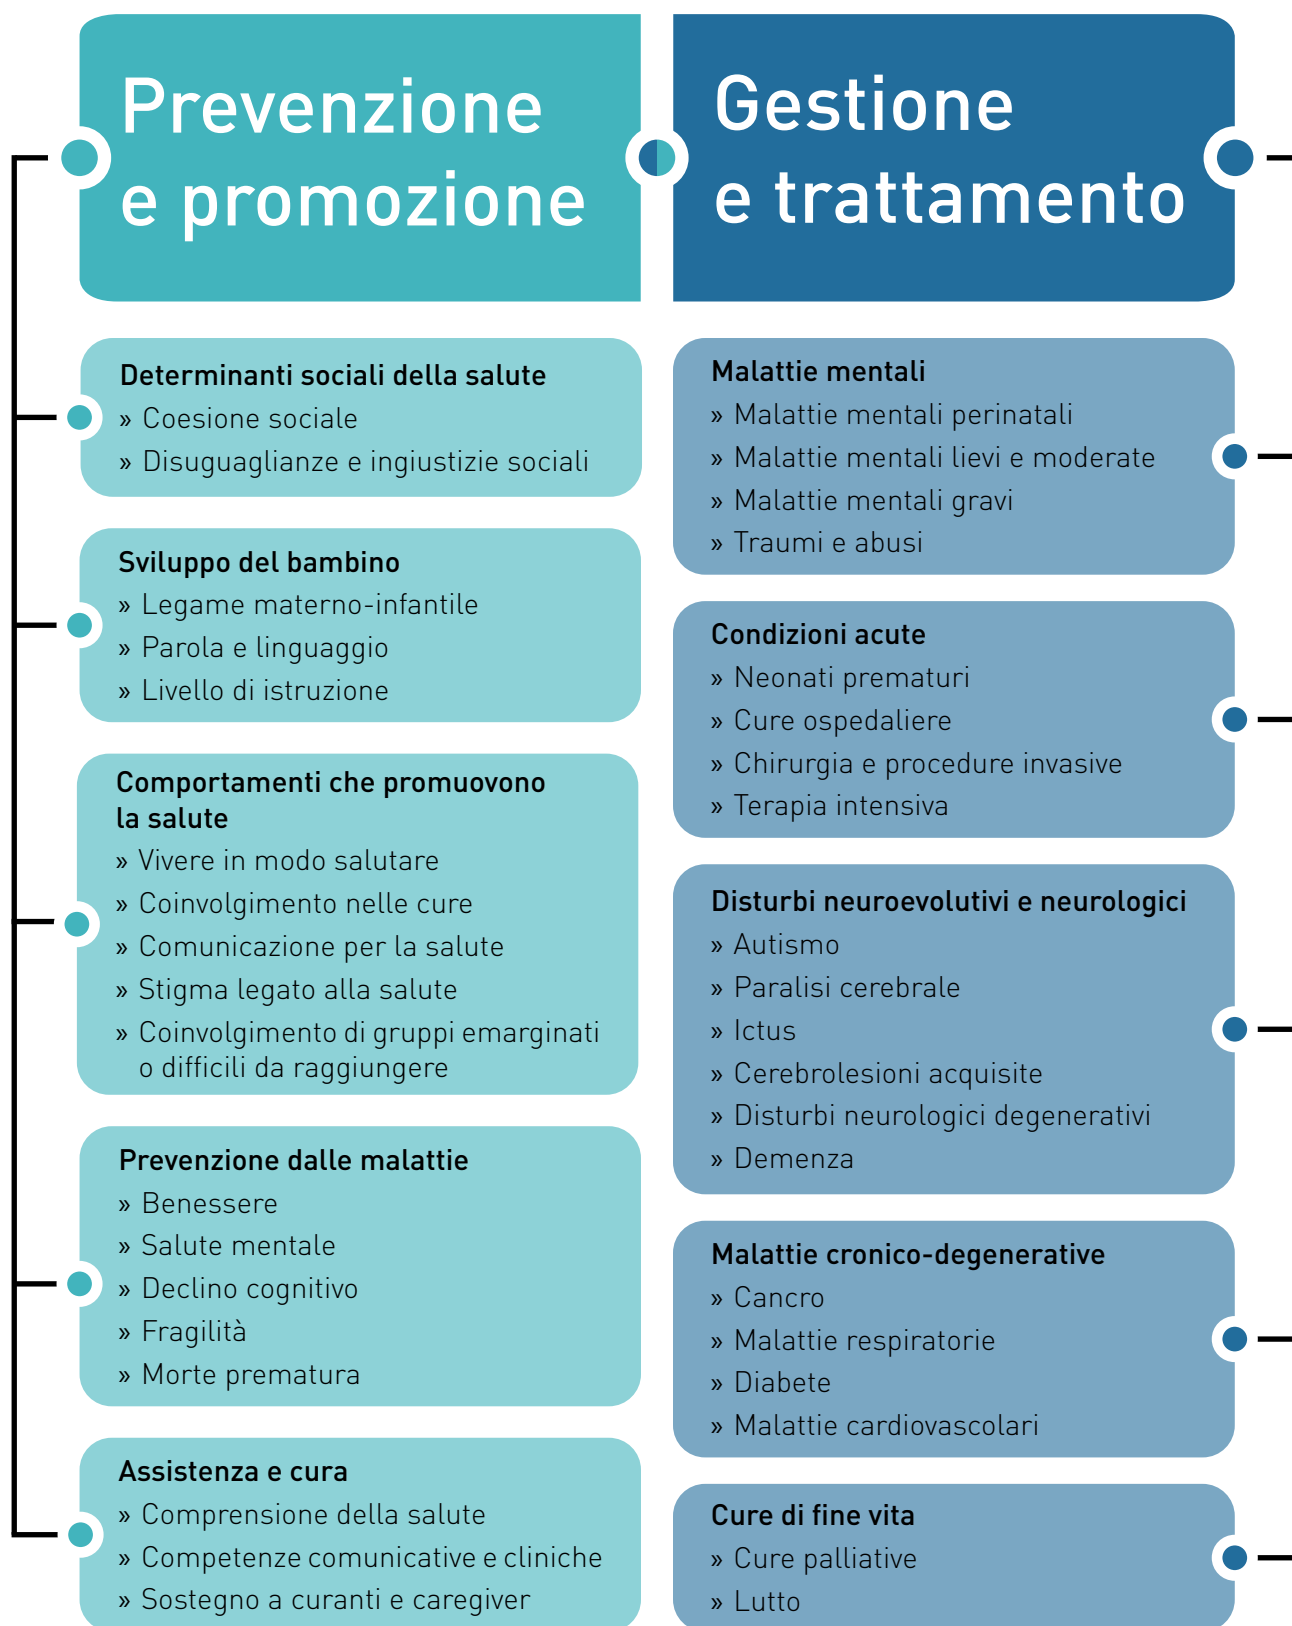 Prevenzione
e promozione
Determinanti sociali della salute
» Coesione sociale
» Disuguaglianze e ingiustizie sociali
Sviluppo del bambino
» Legame materno-infantile
» Parola e linguaggio
» Livello di istruzione
Comportamenti che promuovono
la salute
» Vivere in modo salutare
» Coinvolgimento nelle cure
» Comunicazione per la salute
» Stigma legato alla salute
» Coinvolgimento di gruppi emarginati
o difficili da raggiungere
Prevenzione dalle malattie
» Benessere
» Salute mentale
» Declino cognitivo
» Fragilità
» Morte prematura
Assistenza e cura
» Comprensione della salute
» Competenze comunicative e cliniche
» Sostegno a curanti e caregiver
Gestione
e trattamento
Malattie mentali
» Malattie mentali perinatali
» Malattie mentali lievi e moderate
» Malattie mentali gravi
» Traumi e abusi
Condizioni acute
» Neonati prematuri
» Cure ospedaliere
» Chirurgia e procedure invasive
» Terapia intensiva
Disturbi neuroevolutivi e neurologici
» Autismo
» Paralisi cerebrale
» Ictus
» Cerebrolesioni acquisite
» Disturbi neurologici degenerativi
» Demenza
Malattie cronico-degenerative
» Cancro
» Malattie respiratorie
» Diabete
» Malattie cardiovascolari
Cure di fine vita
» Cure palliative
» Lutto